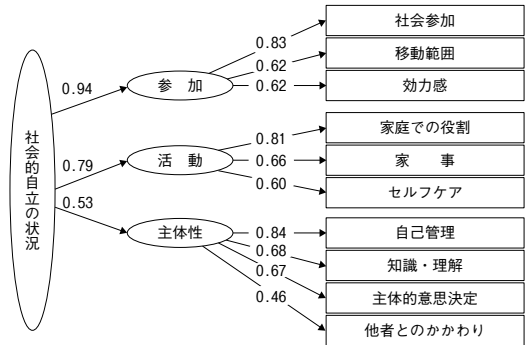 社会的自立の状況
0.94
0.79
0.53
参　加
0.83
0.62
0.62
社会参加
移動範囲
効力感
活　動
0.81
0.66
0.60
家庭での役割
家　事
セルフケア
主体性
0.84
0.68
0.67
0.46
自己管理
知識・理解
主体的意思決定
他者とのかかわり